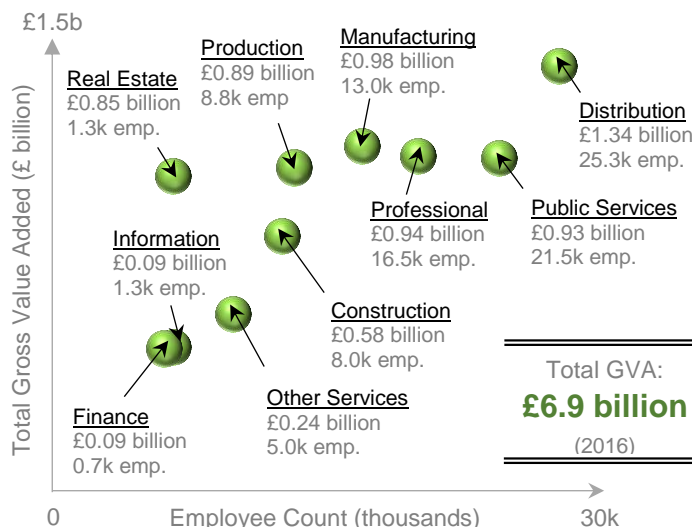 £1.5b
Total Gross Value Added (£ billion)
Real Estate
£0.85 billion
1.3k emp.
Production
£0.89 billion
8.8k emp
Manufacturing
£0.98 billion
13.0k emp.
Distribution
£1.34 billion
25.3k emp.
Information
£0.09 billion
1.3k emp.
Professional
£0.94 billion
16.5k emp.
Public Services
£0.93 billion
21.5k emp.
Construction
£0.58 billion
8.0k emp.
Finance
£0.09 billion
0.7k emp.
Other Services
£0.24 billion
5.0k emp.
Total GVA:
£6.9 billion
(2016)
0
Employee Count (thousands)
30k